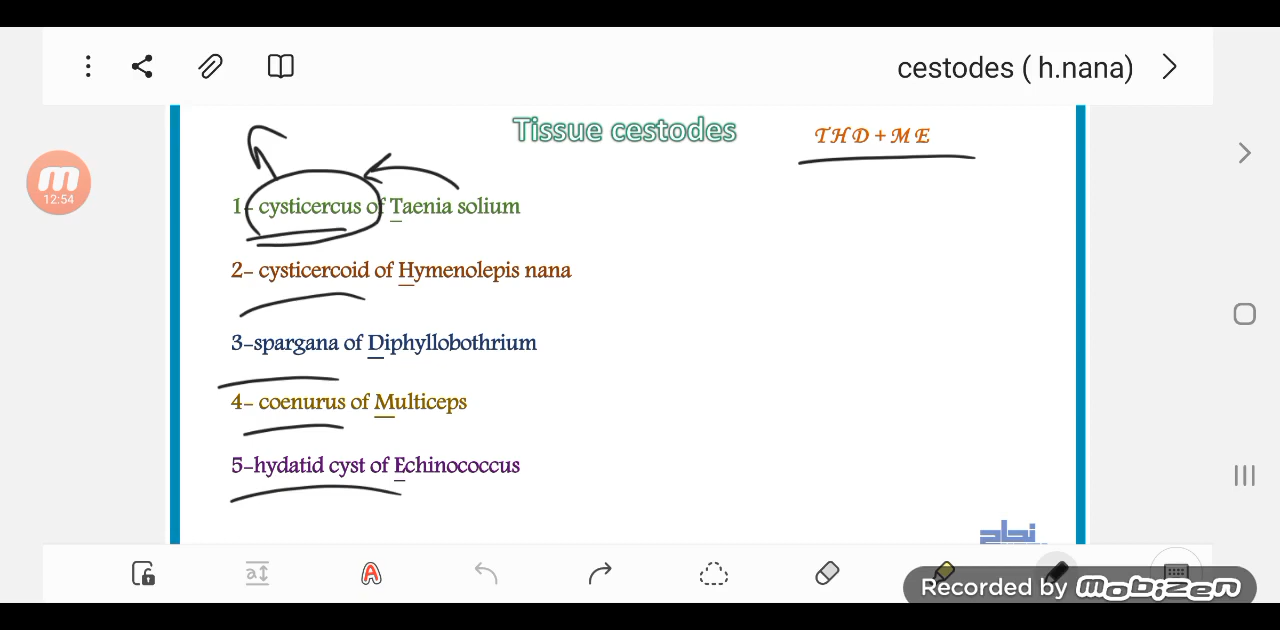 cestodes ( h.nana)
Tissue cestodes
THD + ME
12:54
1- cysticercus of Taenia solium
2- cysticercoid of Hymenolepis nana
3-spargana of Diphyllobothrium
4- coenurus of Multiceps
5-hydatid cyst of Echinococcus
نجاح
Recorded by mobizen